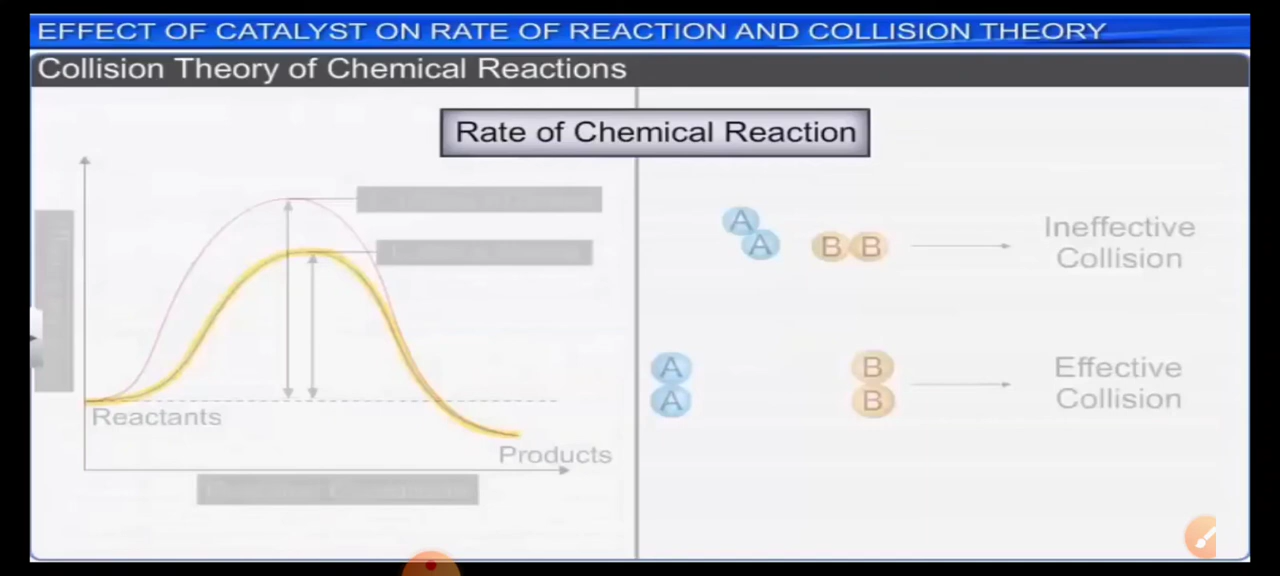 EFFECT OF CATALYST ON RATE OF REACTION AND COLLISION THEORY
Collision Theory of Chemical Reactions
Rate of Chemical Reaction
Reactants
Products
A
A
B B
Ineffective
Collision
A
A
B
B
Effective
Collision